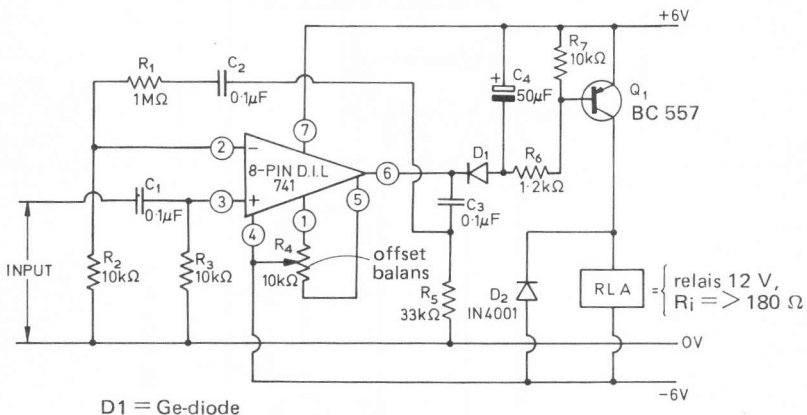 +6V
R1
1MΩ
C2
0·1μF
C4
+
50μF
R7
10kΩ
Q1
BC 557
7
2
−
8-PIN D.I.L
741
6
D1
R6
1·2kΩ
C1
0·1μF
3
+
5
4
1
C3
0·1μF
INPUT
R2
10kΩ
R3
10kΩ
R4
10kΩ
offset
balans
R5
33kΩ
D2
IN4001
RLA
= { relais 12 V,
Ri => 180 Ω
0V
−6V
D1 = Ge-diode